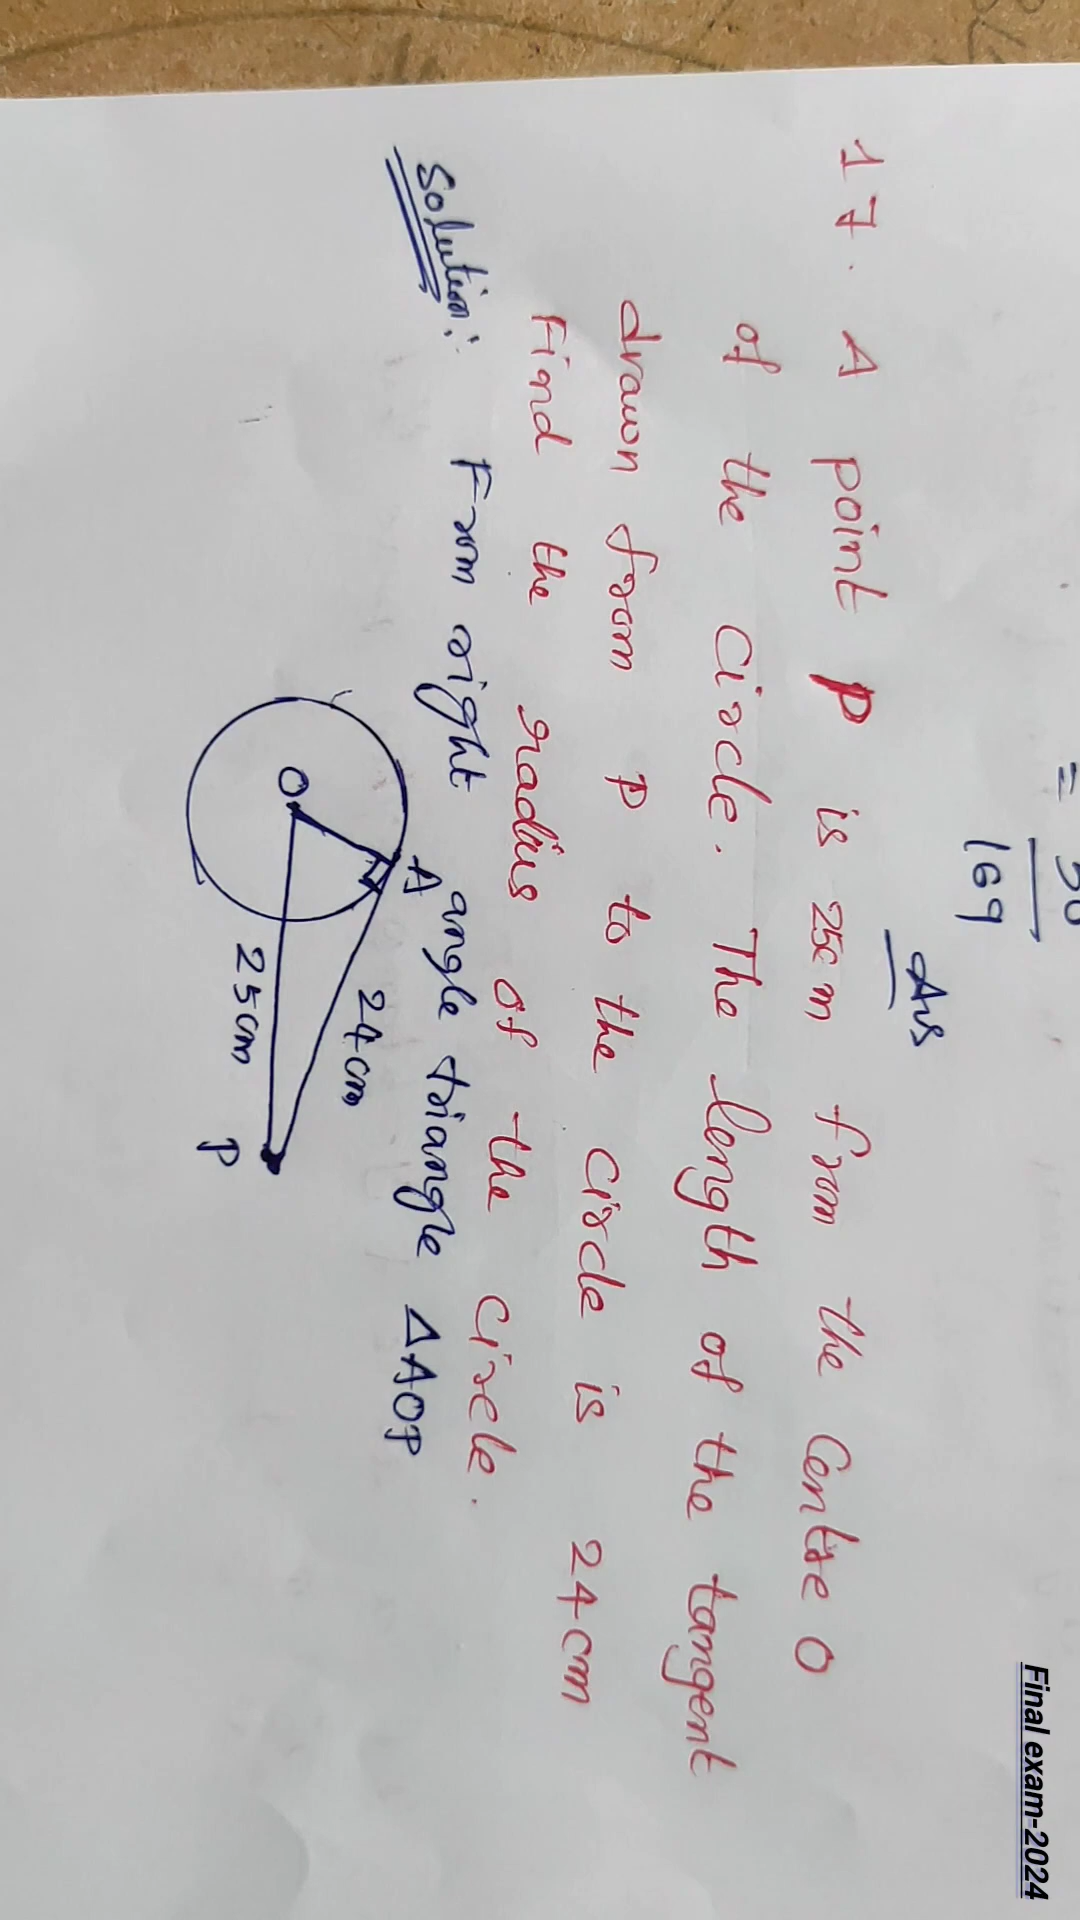 Final exam-2024
=
169
Ans
17. A point P is 25cm from the Centre O
of the Circle. The length of the tangent
drawn from P to the circle is 24cm
Find the radius of the circle.
Solution: From right angle triangle ΔAOP
A
24cm
O
25cm
P